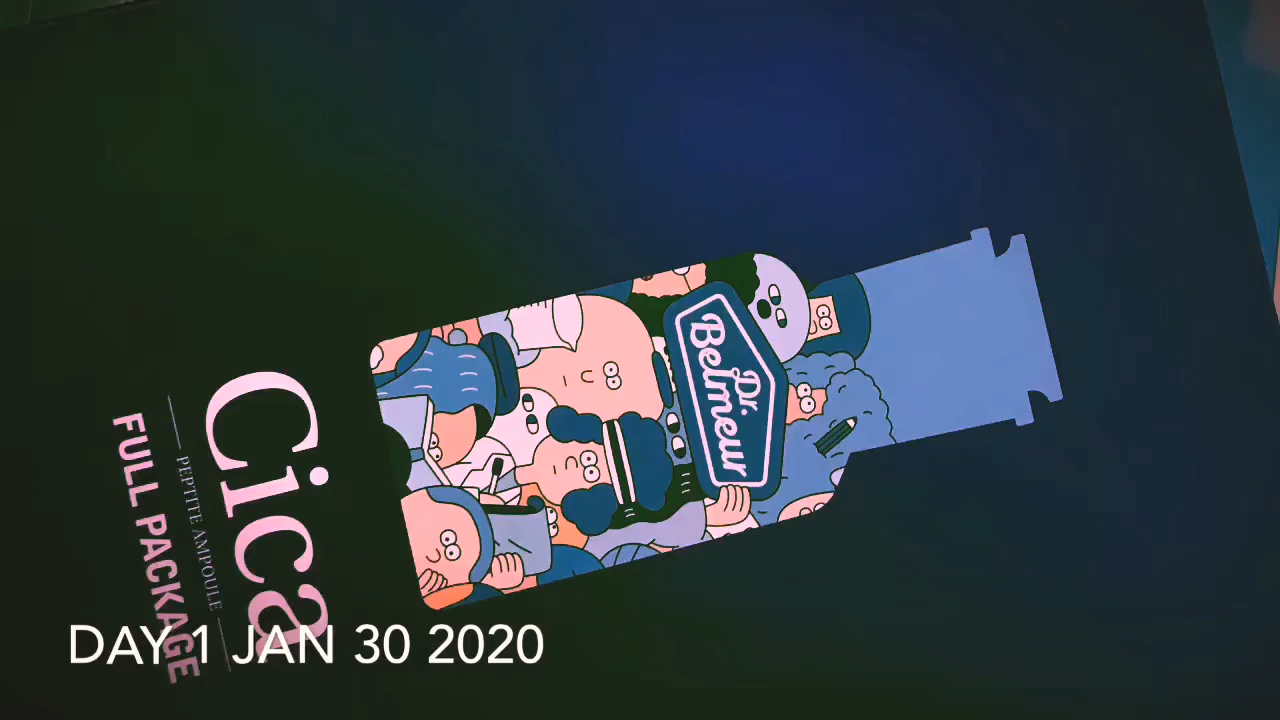 Dr.
Belmeur
Cica
PEPTITE AMPOULE
FULL PACKAGE
DAY 1 JAN 30 2020